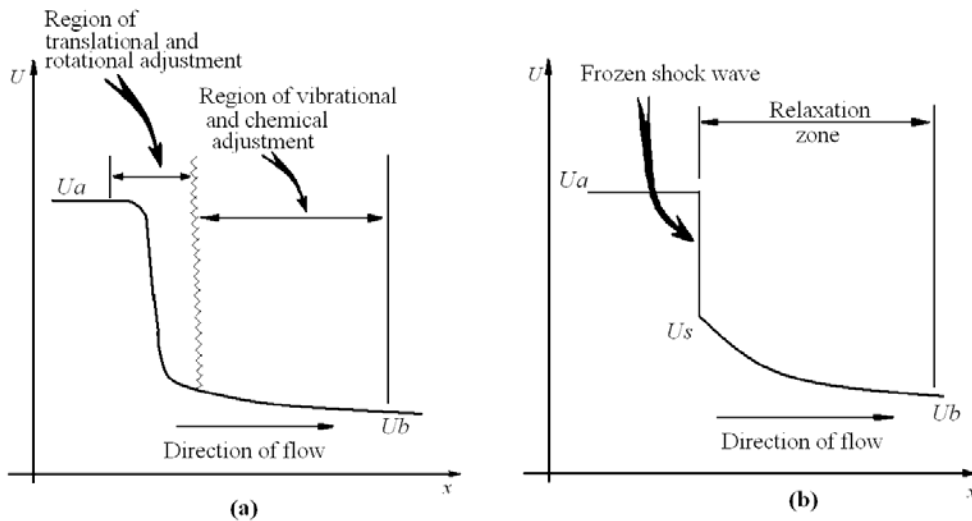 Region of
translational and
rotational adjustment
U
Region of vibrational
and chemical
adjustment
Ua
Ub
Direction of flow
x
(a)
U
Frozen shock wave
Relaxation
zone
Ua
Us
Ub
Direction of flow
x
(b)